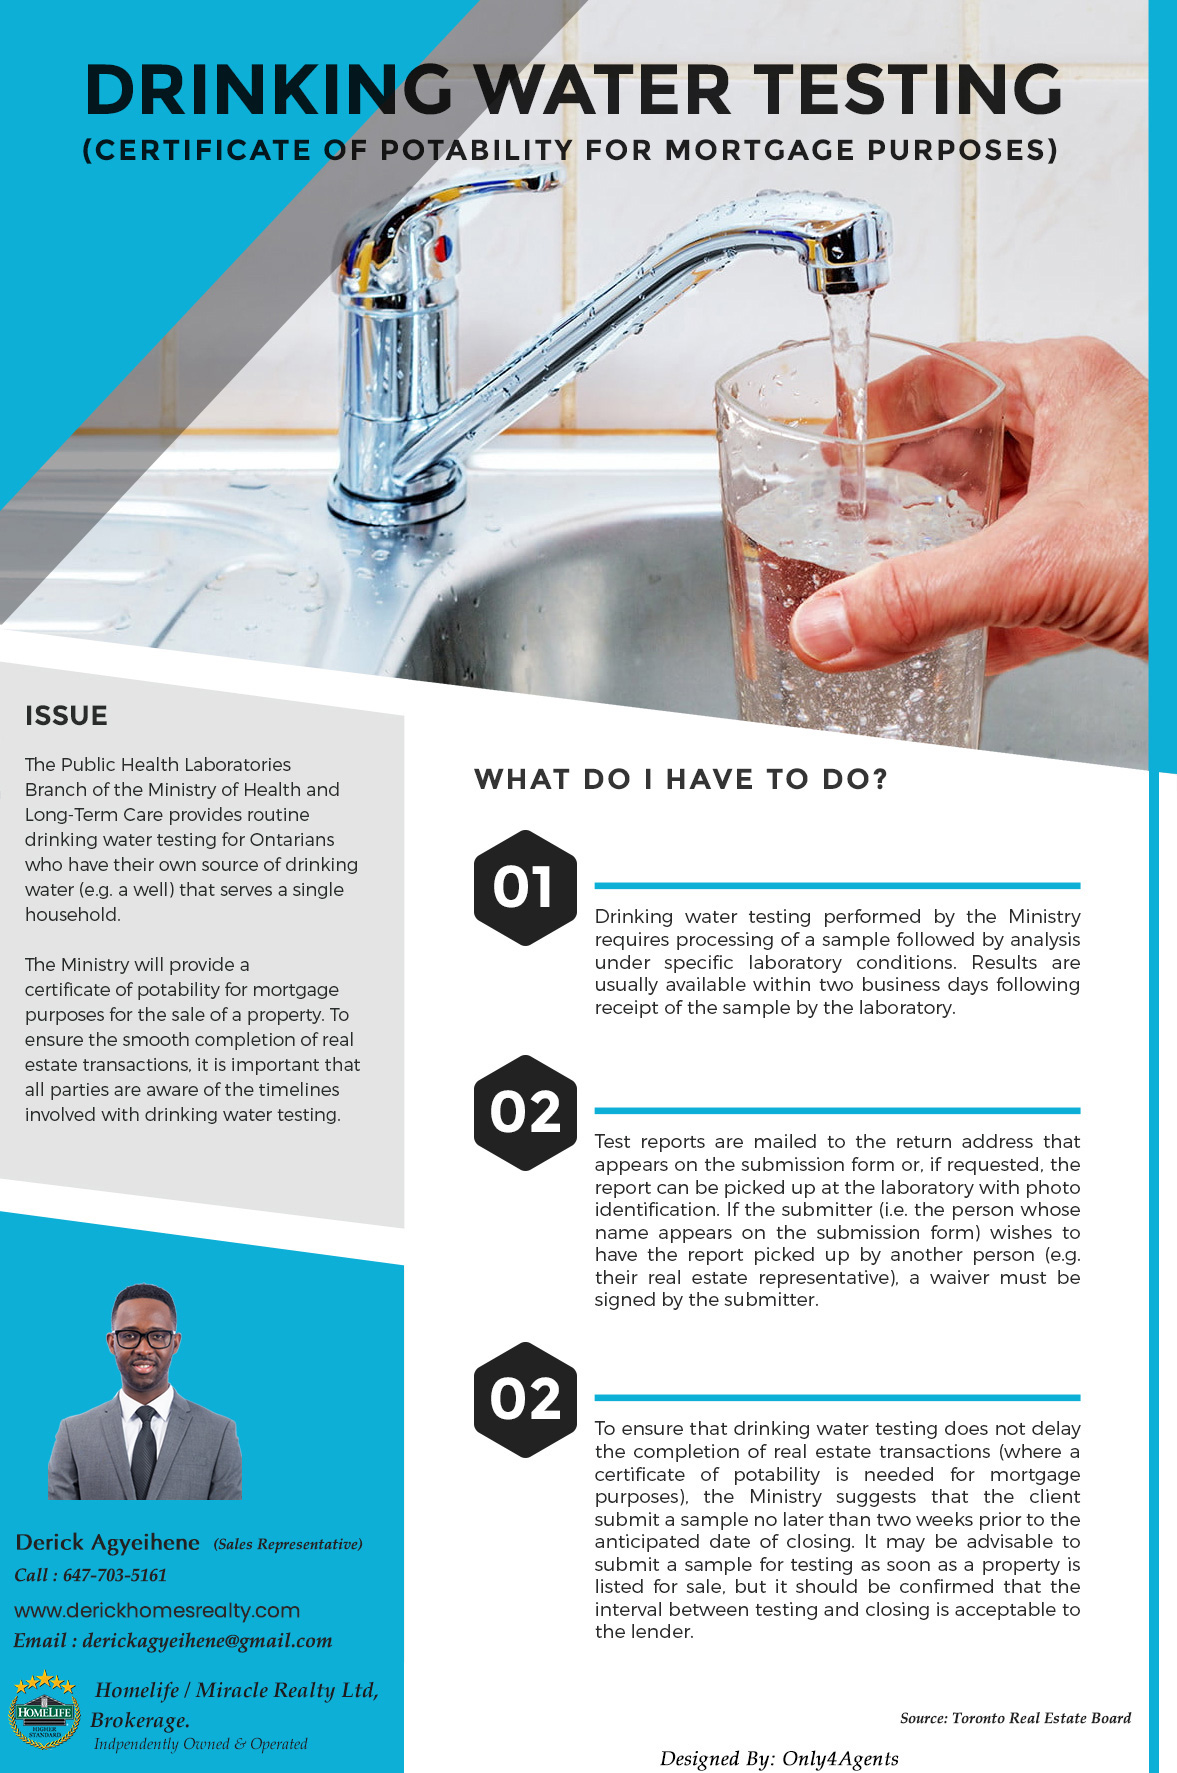 DRINKING WATER TESTING
(CERTIFICATE OF POTABILITY FOR MORTGAGE PURPOSES)
ISSUE
The Public Health Laboratories
Branch of the Ministry of Health and
Long-Term Care provides routine
drinking water testing for Ontarians
who have their own source of drinking
water (e.g. a well) that serves a single
household.
The Ministry will provide a
certificate of potability for mortgage
purposes for the sale of a property. To
ensure the smooth completion of real
estate transactions, it is important that
all parties are aware of the timelines
involved with drinking water testing.
WHAT DO I HAVE TO DO?
01
Drinking water testing performed by the Ministry
requires processing of a sample followed by analysis
under specific laboratory conditions. Results are
usually available within two business days following
receipt of the sample by the laboratory.
02
Test reports are mailed to the return address that
appears on the submission form or, if requested, the
report can be picked up at the laboratory with photo
identification. If the submitter (i.e. the person whose
name appears on the submission form) wishes to
have the report picked up by another person (e.g.
their real estate representative), a waiver must be
signed by the submitter.
02
To ensure that drinking water testing does not delay
the completion of real estate transactions (where a
certificate of potability is needed for mortgage
purposes), the Ministry suggests that the client
submit a sample no later than two weeks prior to the
anticipated date of closing. It may be advisable to
submit a sample for testing as soon as a property is
listed for sale, but it should be confirmed that the
interval between testing and closing is acceptable to
the lender.
Derick Agyeihene (Sales Representative)
Call : 647-703-5161
www.derickhomesrealty.com
Email : derickagyeihene@gmail.com
HOMELIFE
HIGHER
STANDARDS
Homelife / Miracle Realty Ltd,
Brokerage.
Indpendently Owned & Operated
Source: Toronto Real Estate Board
Designed By: Only4Agents